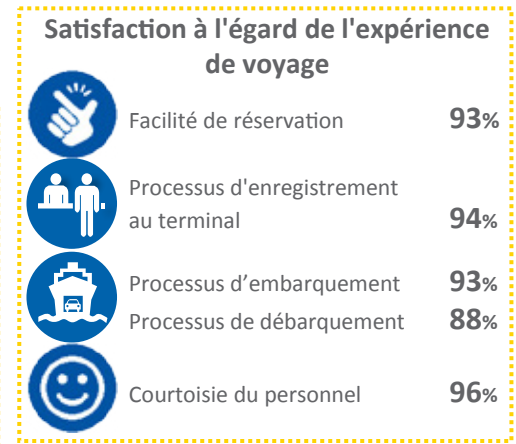 Satisfaction à l'égard de l'expérience
de voyage
Facilité de réservation 93%
Processus d'enregistrement
au terminal 94%
Processus d’embarquement 93%
Processus de débarquement 88%
Courtoisie du personnel 96%